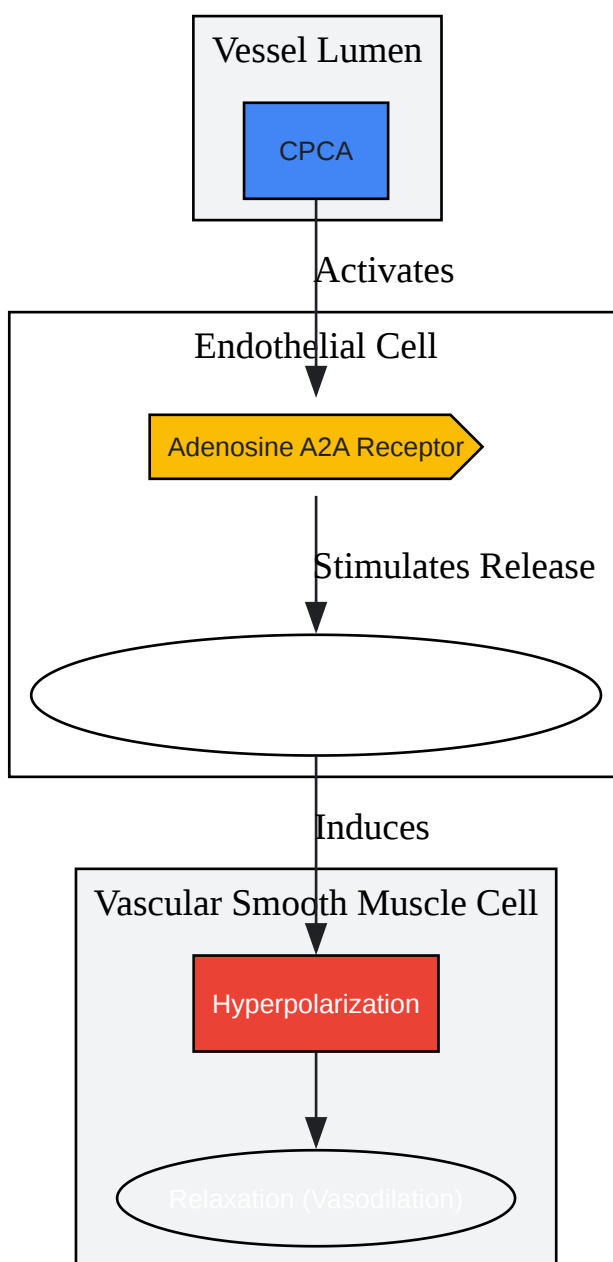 Vessel Lumen
CPCA
Activates
Endothelial Cell
Adenosine A2A Receptor
Stimulates Release
Induces
Vascular Smooth Muscle Cell
Hyperpolarization
Relaxation (Vasodilation)